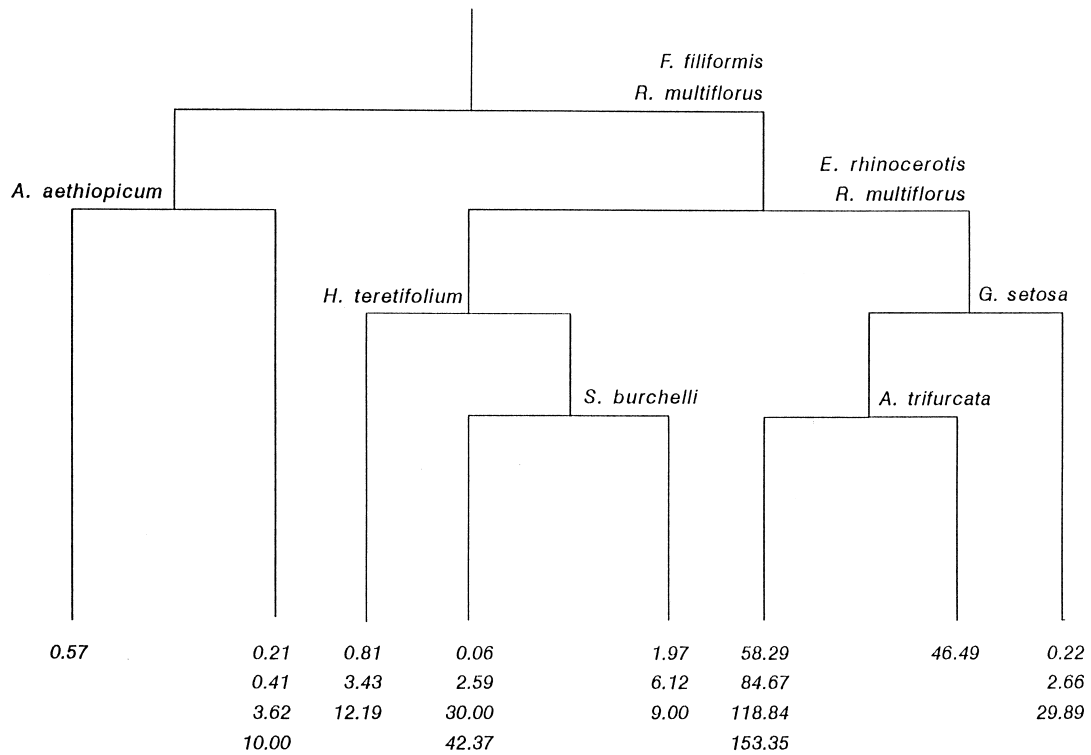 F. filiformis
R. multiflorus
E. rhinocerotis
A. aethiopicum
R. multiflorus
H. teretifolium
G. setosa
S. burchelli
A. trifurcata
0.57 0.21 0.81 0.06 1.97 58.29 46.49 0.22
0.41 3.43 2.59 6.12 84.67 2.66
3.62 12.19 30.00 9.00 118.84 29.89
10.00 42.37 153.35